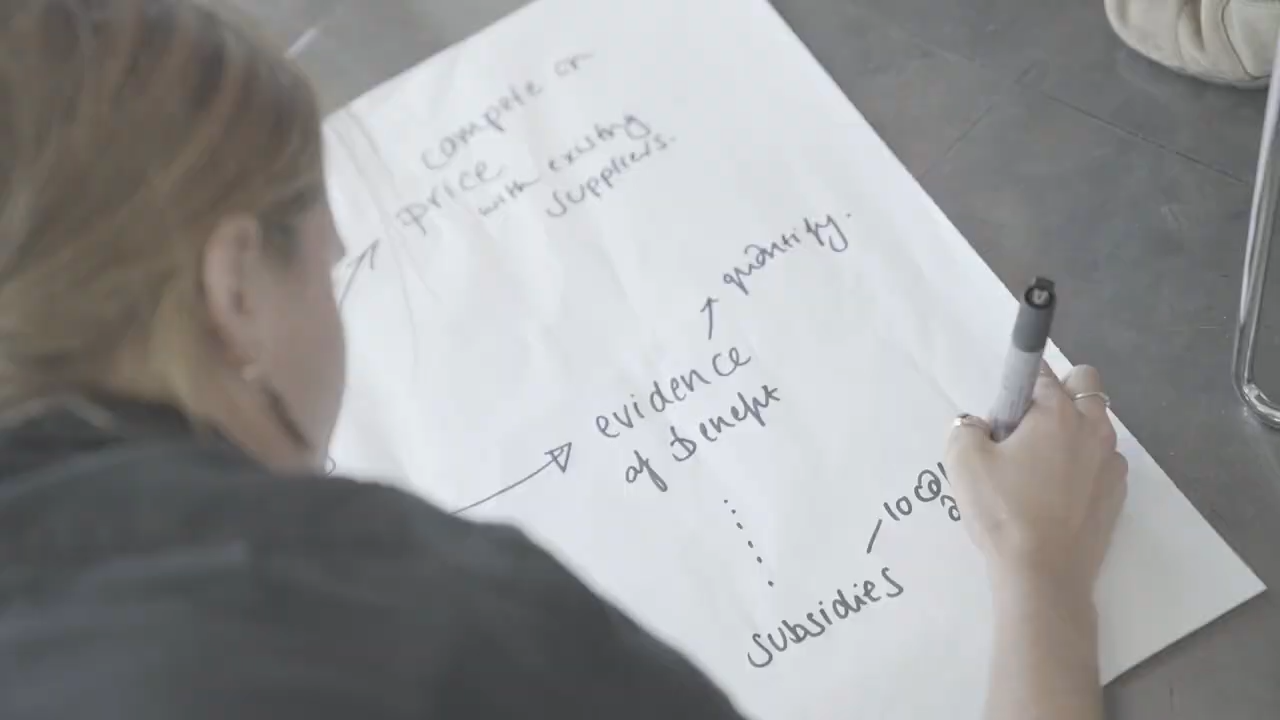 compete on
price
with existing
suppliers.
quantify.
evidence
of Benefit
subsidies